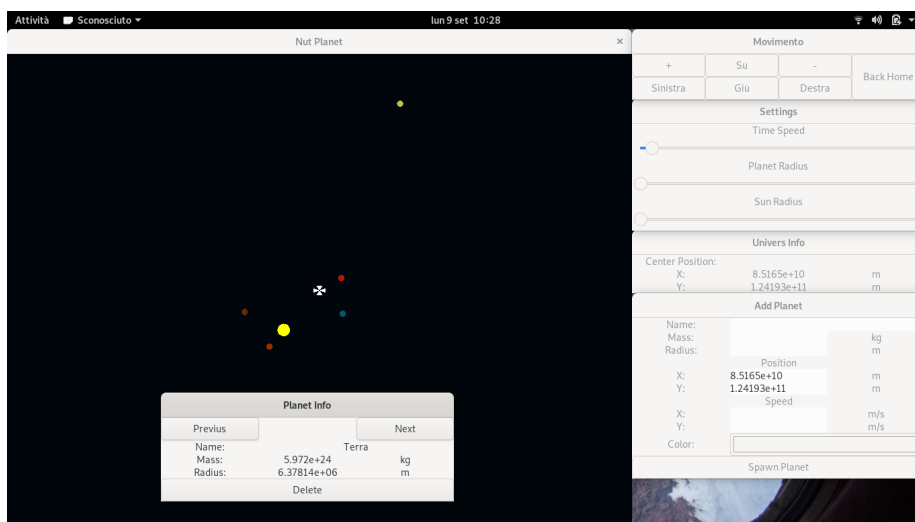 Attività Sconosciuto lun 9 set 10:28
Nut Planet ×
Movimento
+ Su - Back Home
Sinistra Giù Destra
Settings
Time Speed
Planet Radius
Sun Radius
Univers Info
Center Position:
X: 8.5165e+10 m
Y: 1.24193e+11 m
Add Planet
Name:
Mass: kg
Radius: m
Position
X: 8.5165e+10 m
Y: 1.24193e+11 m
Speed
X: m/s
Y: m/s
Color:
Spawn Planet
Planet Info
Previus Next
Name: Terra
Mass: 5.972e+24 kg
Radius: 6.37814e+06 m
Delete